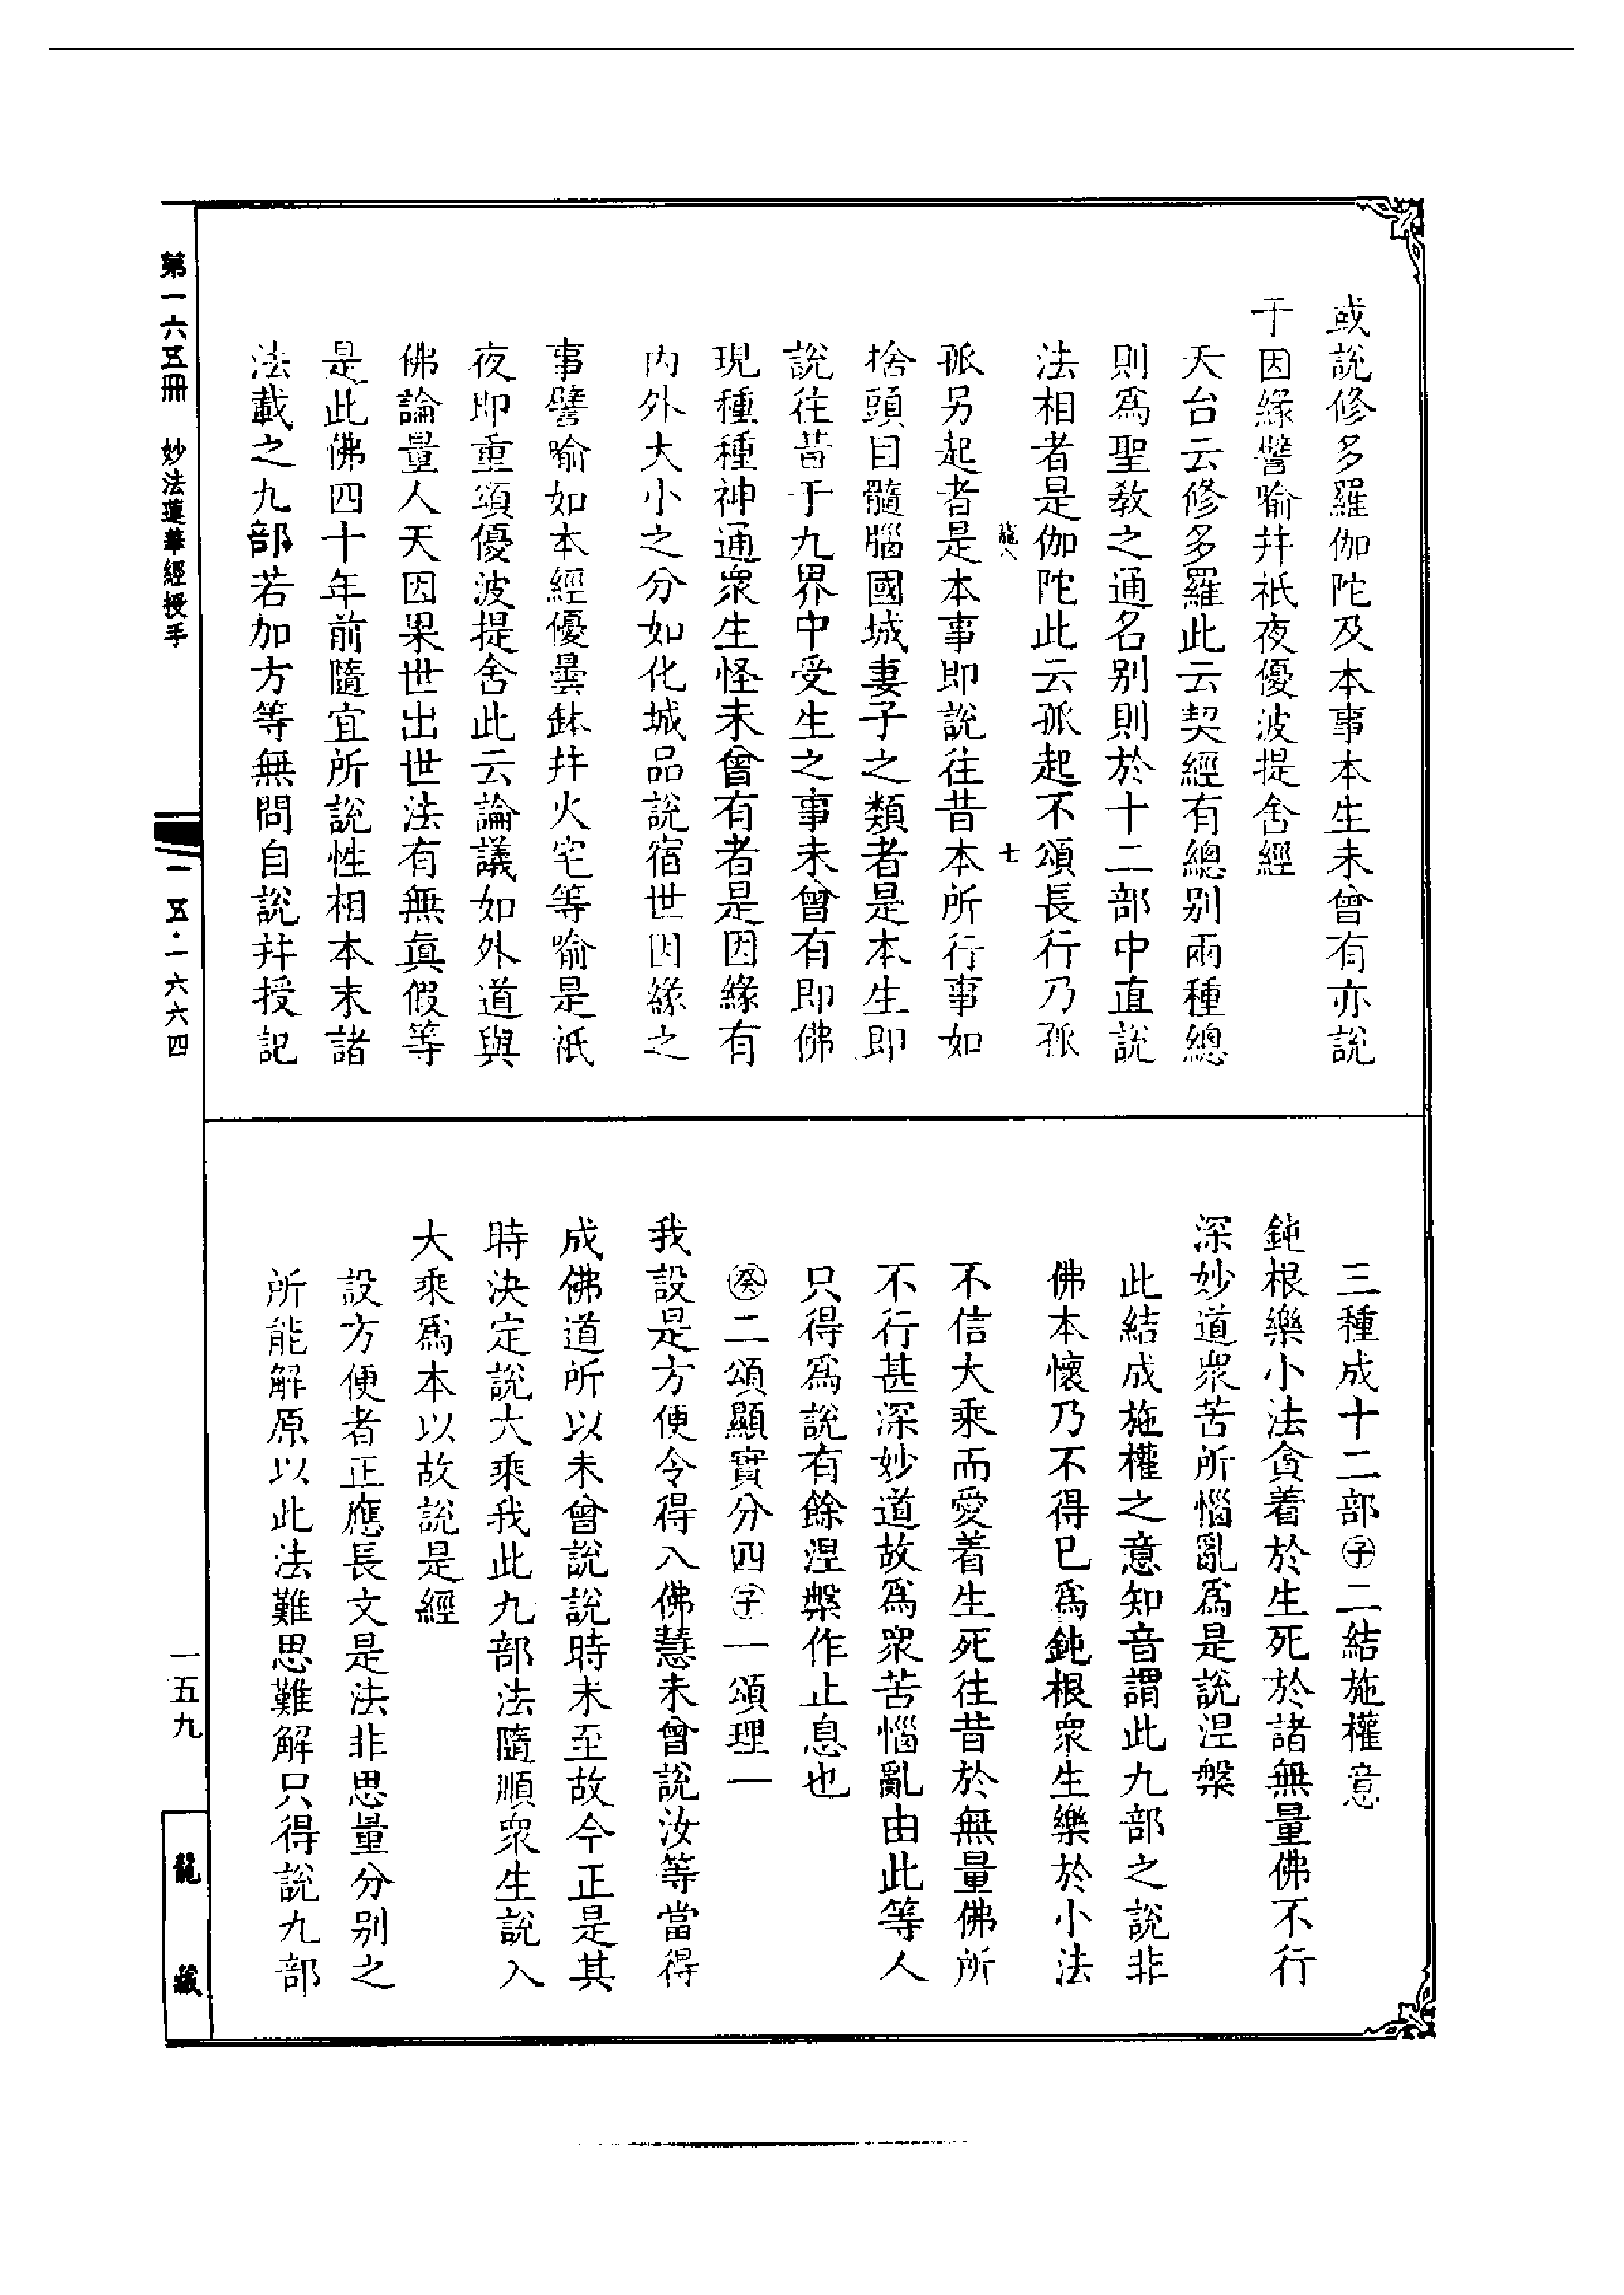 或說修多羅伽陀及本事本生未曾有亦說
于因緣譬喻并祇夜優波提舍經
天台云修多羅此云契經有總別兩種總
則爲聖教之通名別則於十二部中直說
法相者是伽陀此云孤起不頌長行乃孤
龍八　七
孤另起者是本事即說往昔本所行事如
捨頭目髓腦國城妻子之類者是本生即
說往昔于九界中受生之事未曾有即佛
現種種神通衆生怪未曾有者是因緣有
內外大小之分如化城品說宿世因緣之
事譬喻如本經優曇鉢并火宅等喻是祇
夜即重頌優波提舍此云論議如外道與
佛論量人天因果世出世法有無真假等
是此佛四十年前隨宜所說性相本末諸
法載之九部若加方等無問自說并授記
三種成十二部㊛子二結施權意
鈍根樂小法貪着於生死於諸無量佛不行
深妙道衆苦所惱亂爲是說涅槃
此結成施權之意知音謂此九部之說非
佛本懷乃不得已爲鈍根衆生樂於小法
不信大乘而愛着生死往昔於無量佛所
不行甚深妙道故爲衆苦惱亂由此等人
只得爲說有餘涅槃作止息也
癸二頌顯實分四子一頌理一
我設是方便令得入佛慧未曾說汝等當得
成佛道所以未曾說說時未至故今正是其
時決定說大乘我此九部法隨順衆生說入
大乘爲本以故說是經
設方便者正應長文是法非思量分別之
所能解原以此法難思難解只得說九部
第一六五冊　妙法蓮華經授手
一五·一六六四
一五九
龍藏